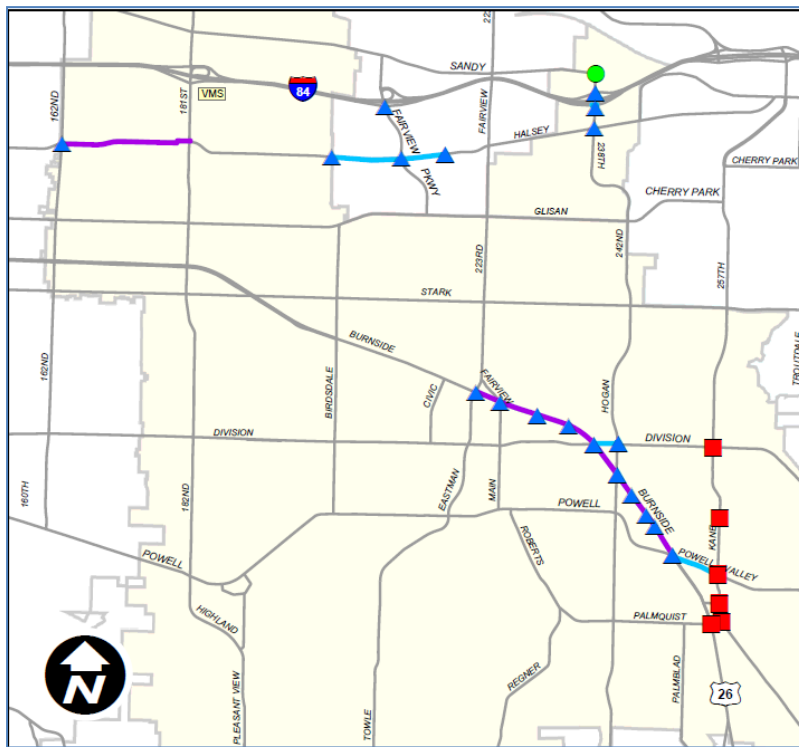 223
SANDY
162ND
181ST
VMS
84
FAIRVIEW
FAIRVIEW
PKWY
HALSEY
238TH
CHERRY PARK
CHERRY PARK
GLISAN
223RD
242ND
257TH
STARK
BURNSIDE
162ND
BIRDSDALE
CIVIC
FAIRVIEW
HOGAN
TROUTDALE
DIVISION
DIVISION
160TH
182ND
EASTMAN
MAIN
POWELL
BURNSIDE
KANE
ROBERTS
POWELL
POWELL VALLEY
HIGHLAND
PALMQUIST
REGNER
PALMBLAD
N
26
PLEASANT VIEW
TOWLE